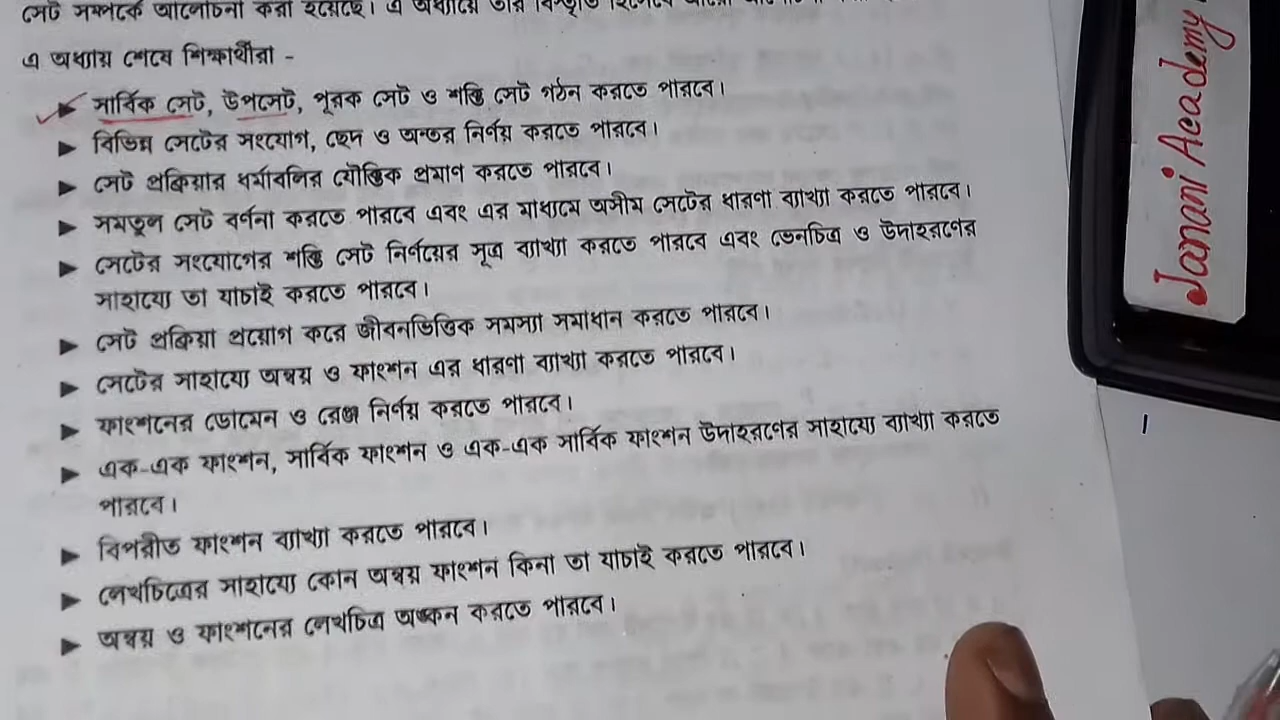 সেট সম্পর্কে আলোচনা করা হয়েছে। এ অধ্যায়ে তার বিস্তৃতি হিসেবে আরো আলোচনা
এ অধ্যায় শেষে শিক্ষার্থীরা -
► সার্বিক সেট, উপসেট, পূরক সেট ও শক্তি সেট গঠন করতে পারবে।
► বিভিন্ন সেটের সংযোগ, ছেদ ও অন্তর নির্ণয় করতে পারবে।
► সেট প্রক্রিয়ার ধর্মাবলির যৌক্তিক প্রমাণ করতে পারবে।
► সমতুল সেট বর্ণনা করতে পারবে এবং এর মাধ্যমে অসীম সেটের ধারণা ব্যাখ্যা করতে পারবে।
► সেটের সংযোগের শক্তি সেট নির্ণয়ের সূত্র ব্যাখ্যা করতে পারবে এবং ভেনচিত্র ও উদাহরণের
সাহায্যে তা যাচাই করতে পারবে।
► সেট প্রক্রিয়া প্রয়োগ করে জীবনভিত্তিক সমস্যা সমাধান করতে পারবে।
► সেটের সাহায্যে অন্বয় ও ফাংশন এর ধারণা ব্যাখ্যা করতে পারবে।
► ফাংশনের ডোমেন ও রেঞ্জ নির্ণয় করতে পারবে।
► এক-এক ফাংশন, সার্বিক ফাংশন ও এক-এক সার্বিক ফাংশন উদাহরণের সাহায্যে ব্যাখ্যা করতে
পারবে।
► বিপরীত ফাংশন ব্যাখ্যা করতে পারবে।
► লেখচিত্রের সাহায্যে কোন অন্বয় ফাংশন কিনা তা যাচাই করতে পারবে।
► অন্বয় ও ফাংশনের লেখচিত্র অঙ্কন করতে পারবে।
Janani Academy